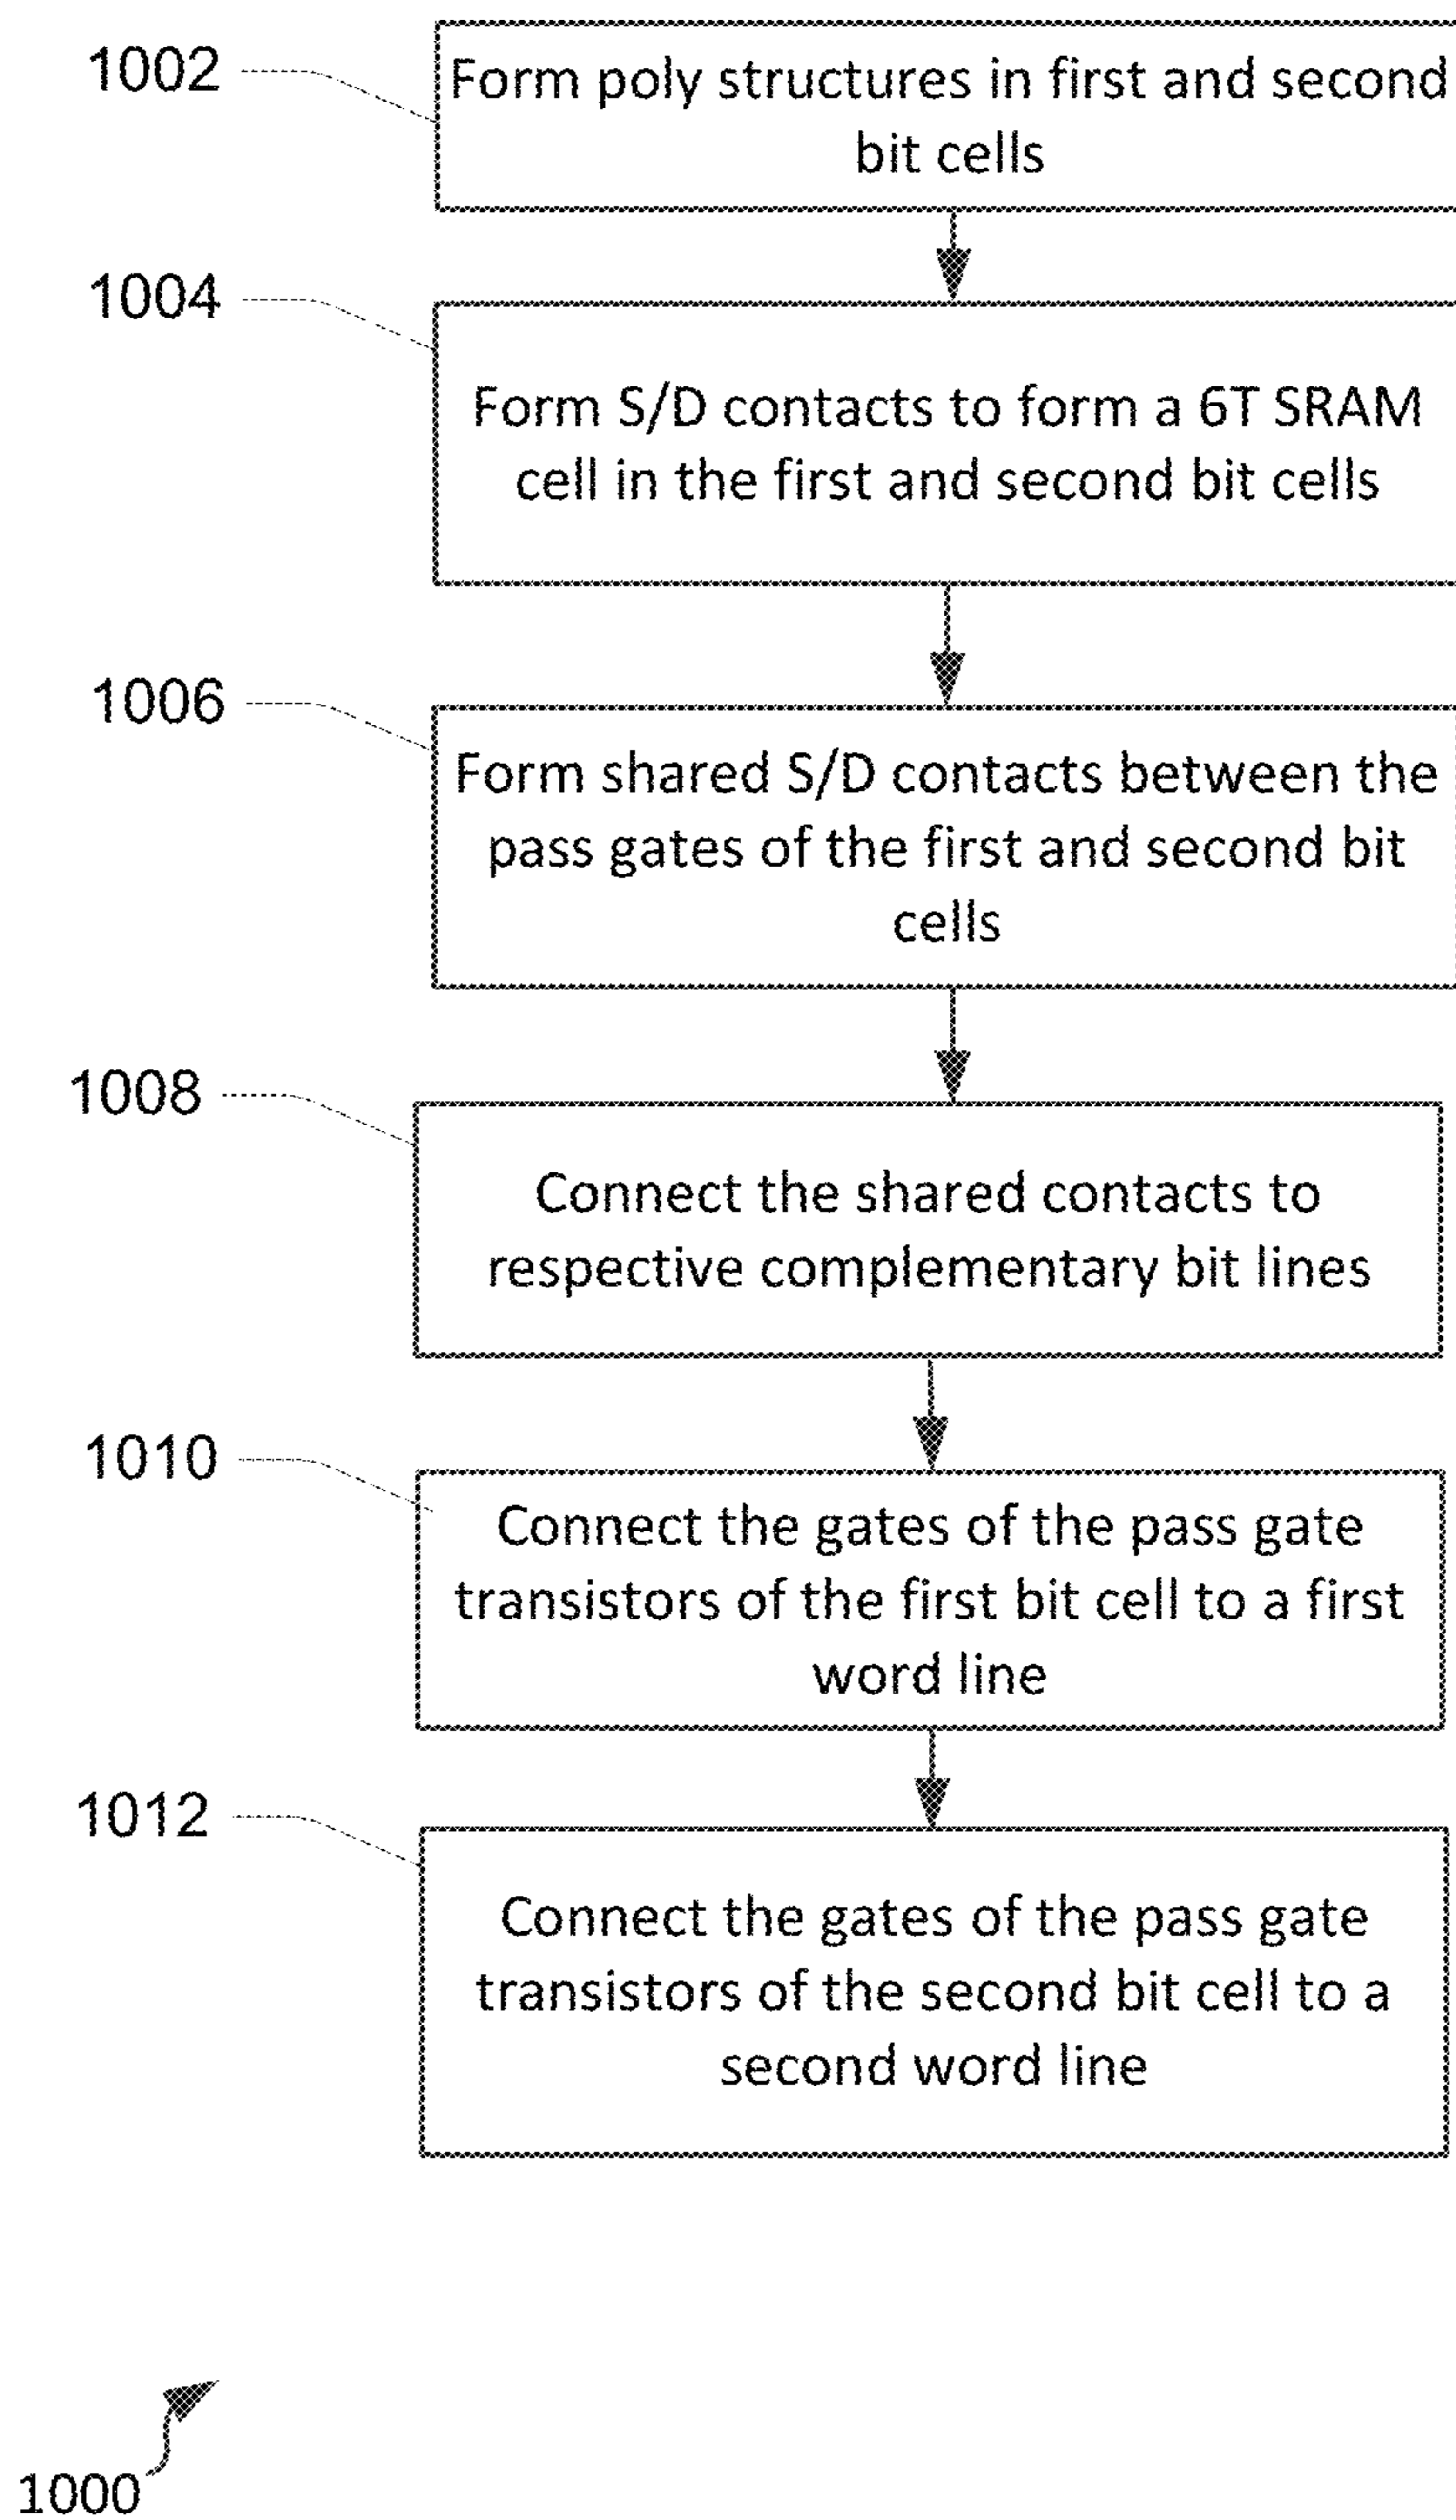 1002
Form poly structures in first and second
bit cells
1004
Form S/D contacts to form a 6T SRAM
cell in the first and second bit cells
1006
Form shared S/D contacts between the
pass gates of the first and second bit
cells
1008
Connect the shared contacts to
respective complementary bit lines
1010
Connect the gates of the pass gate
transistors of the first bit cell to a first
word line
1012
Connect the gates of the pass gate
transistors of the second bit cell to a
second word line
1000